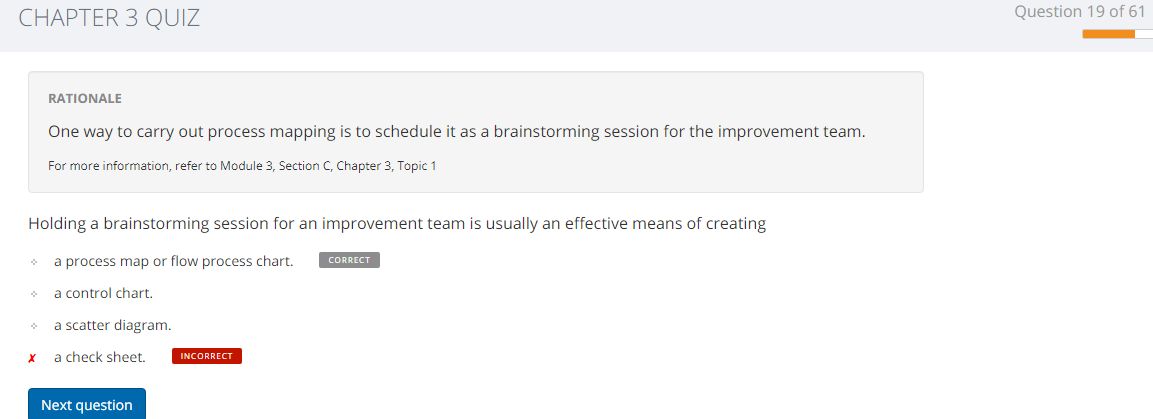 CHAPTER 3 QUIZ
Question 19 of 61
RATIONALE
One way to carry out process mapping is to schedule it as a brainstorming session for the improvement team.
For more information, refer to Module 3, Section C, Chapter 3, Topic 1
Holding a brainstorming session for an improvement team is usually an effective means of creating
a process map or flow process chart. CORRECT
a control chart.
a scatter diagram.
✗ a check sheet. INCORRECT
Next question